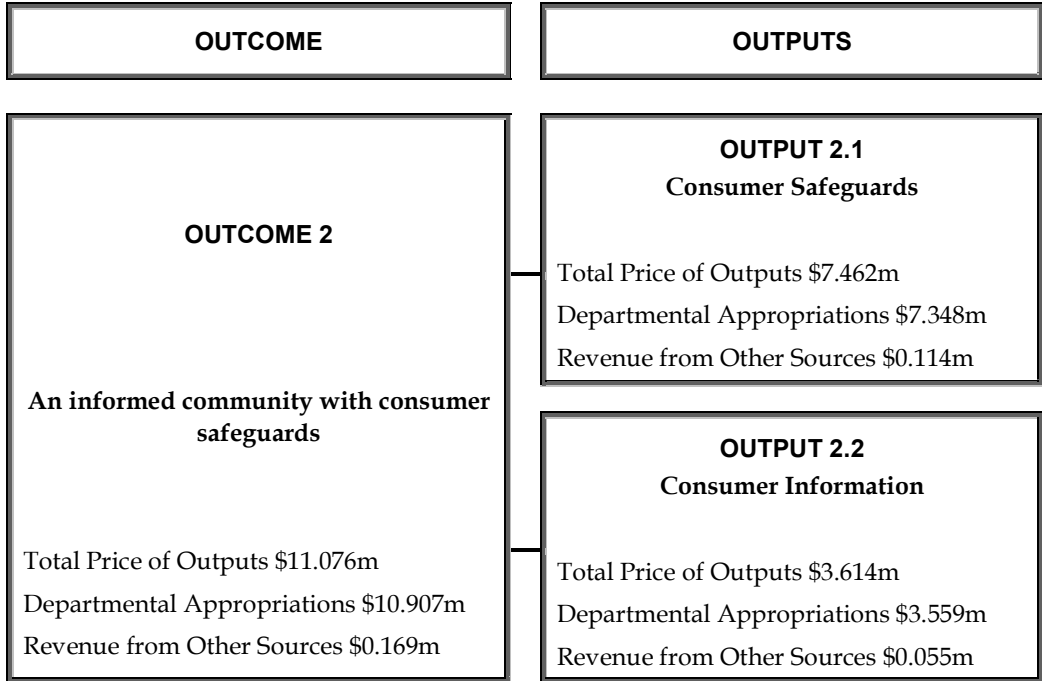 OUTCOME
OUTPUTS
OUTCOME 2
An informed community with consumer
safeguards
Total Price of Outputs $11.076m
Departmental Appropriations $10.907m
Revenue from Other Sources $0.169m
OUTPUT 2.1
Consumer Safeguards
Total Price of Outputs $7.462m
Departmental Appropriations $7.348m
Revenue from Other Sources $0.114m
OUTPUT 2.2
Consumer Information
Total Price of Outputs $3.614m
Departmental Appropriations $3.559m
Revenue from Other Sources $0.055m